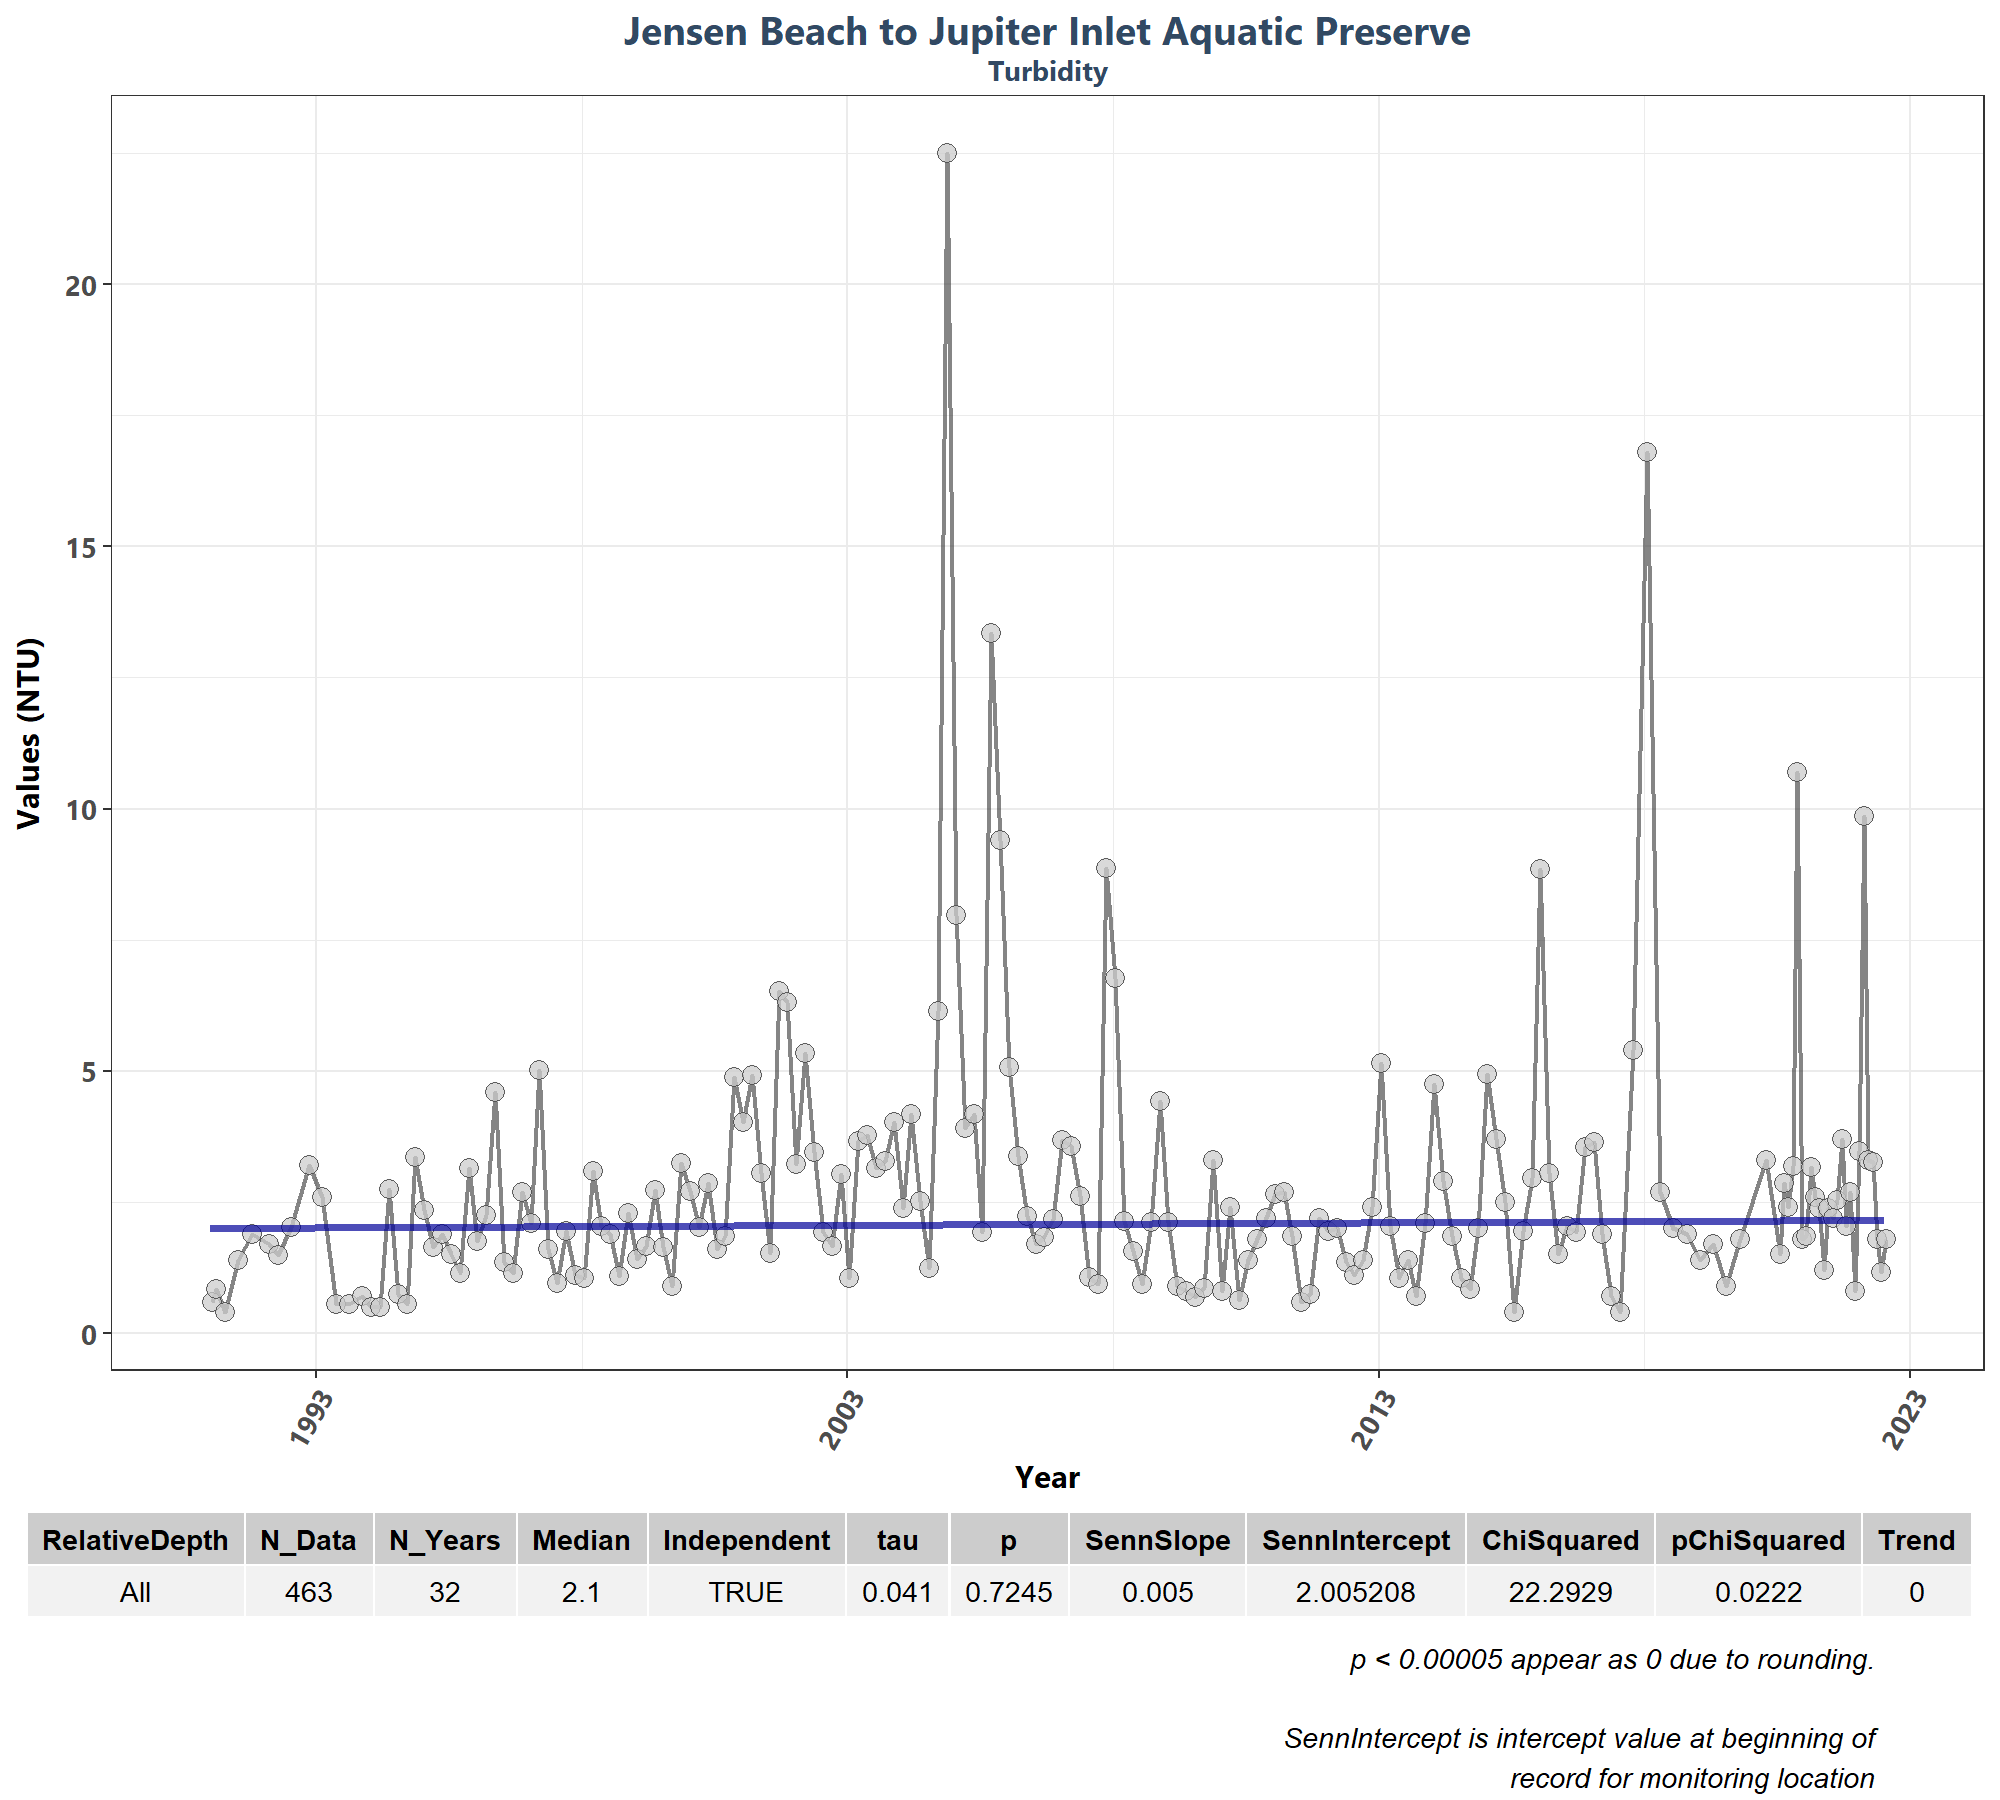 Jensen Beach to Jupiter Inlet Aquatic Preserve
Turbidity
Values (NTU)
20
15
10
5
0
1993
2003
2013
2023
Year
RelativeDepth N_Data N_Years Median Independent tau p SennSlope SennIntercept ChiSquared pChiSquared Trend
All 463 32 2.1 TRUE 0.041 0.7245 0.005 2.005208 22.2929 0.0222 0
p < 0.00005 appear as 0 due to rounding.
SennIntercept is intercept value at beginning of
record for monitoring location